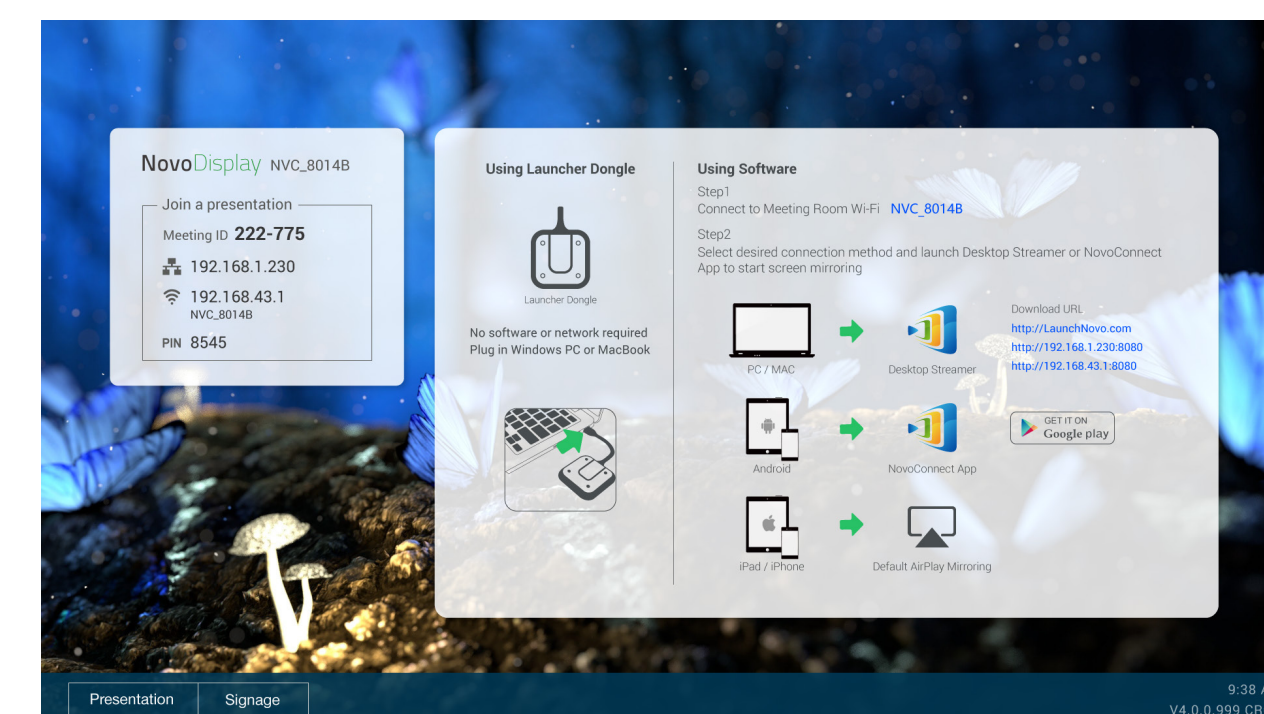 NovoDisplay NVC_8014B
Join a presentation
Meeting ID 222-775
192.168.1.230
192.168.43.1
NVC_8014B
PIN 8545
Using Launcher Dongle
Launcher Dongle
No software or network required
Plug in Windows PC or MacBook
Using Software
Step1
Connect to Meeting Room Wi-Fi NVC_8014B
Step2
Select desired connection method and launch Desktop Streamer or NovoConnect
App to start screen mirroring
PC / MAC
Desktop Streamer
Download URL
http://LaunchNovo.com
http://192.168.1.230:8080
http://192.168.43.1:8080
Android
NovoConnect App
GET IT ON
Google play
iPad / iPhone
Default AirPlay Mirroring
Presentation
Signage
9:38
V4.0.0.999